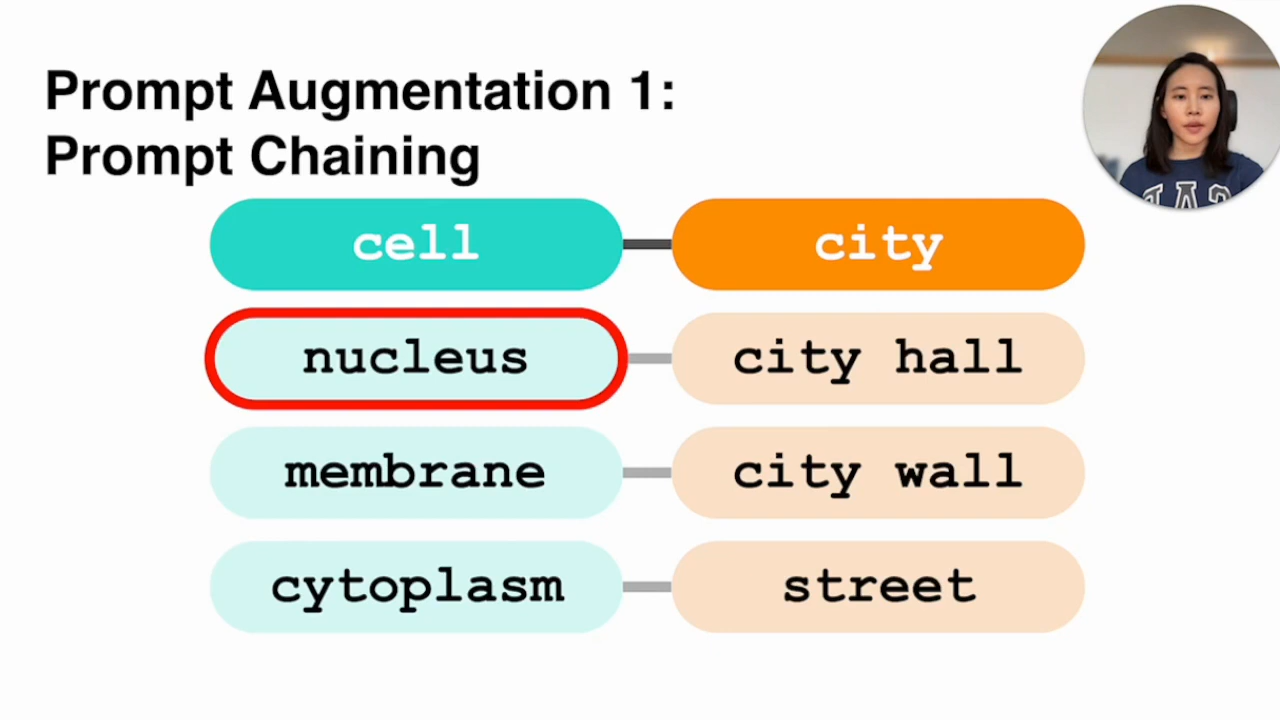 Prompt Augmentation 1:
Prompt Chaining
cell city
nucleus city hall
membrane city wall
cytoplasm street